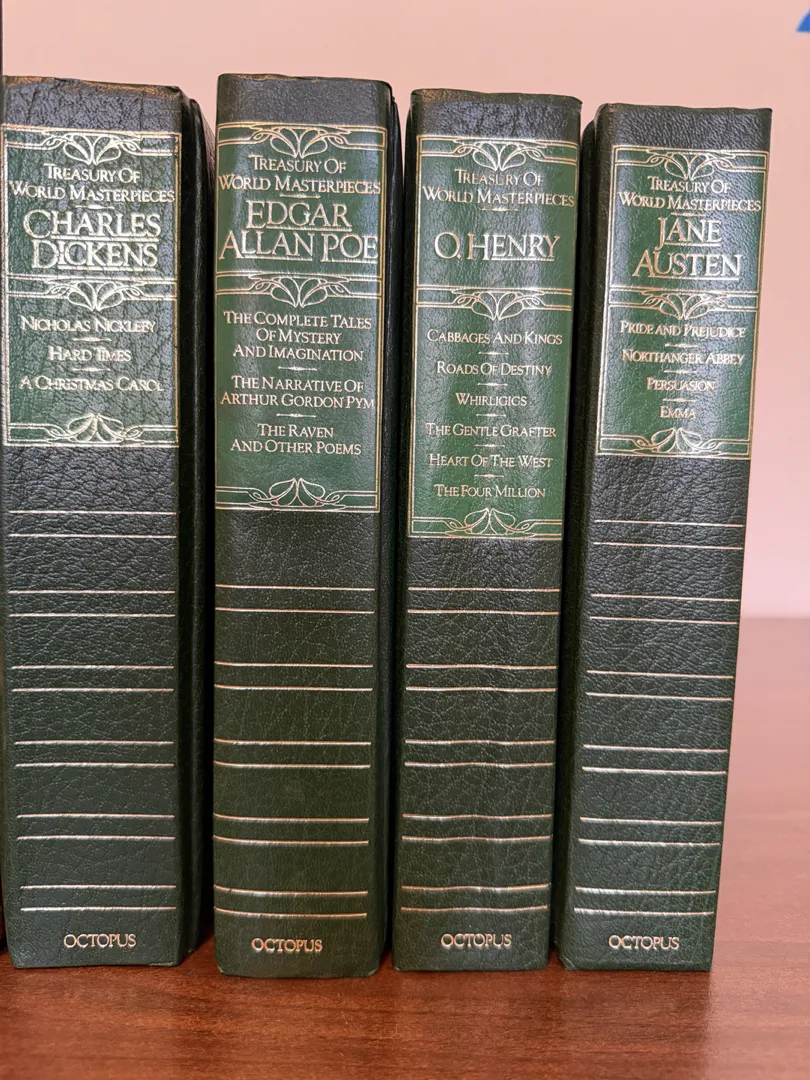 TREASURY OF
WORLD MASTERPIECES
CHARLES
DICKENS
NICHOLAS NICKLEBY
HARD TIMES
A CHRISTMAS CAROL
OCTOPUS
TREASURY OF
WORLD MASTERPIECES
EDGAR
ALLAN POE
THE COMPLETE TALES
OF MYSTERY
AND IMAGINATION
THE NARRATIVE OF
ARTHUR GORDON PYM
THE RAVEN
AND OTHER POEMS
OCTOPUS
TREASURY OF
WORLD MASTERPIECES
O. HENRY
CABBAGES AND KINGS
ROADS OF DESTINY
WHIRLIGIGS
THE GENTLE GRAFTER
HEART OF THE WEST
THE FOUR MILLION
OCTOPUS
TREASURY OF
WORLD MASTERPIECES
JANE
AUSTEN
PRIDE AND PREJUDICE
NORTHANGER ABBEY
PERSUASION
EMMA
OCTOPUS